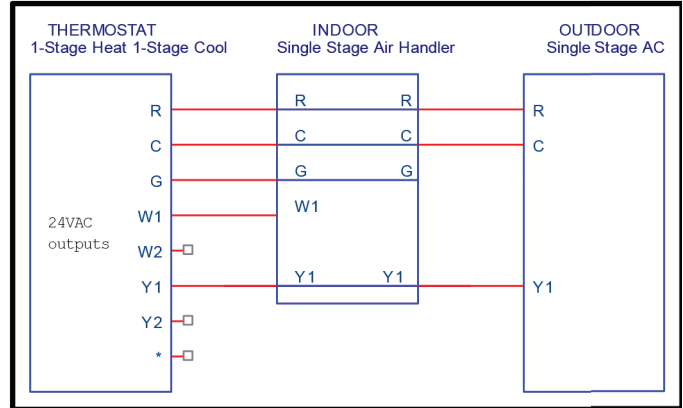 THERMOSTAT
1-Stage Heat 1-Stage Cool
INDOOR
Single Stage Air Handler
OUTDOOR
Single Stage AC
24VAC
outputs
R
C
G
W1
W2
Y1
Y2
*
R R
C C
G G
W1
Y1 Y1
R
C
Y1